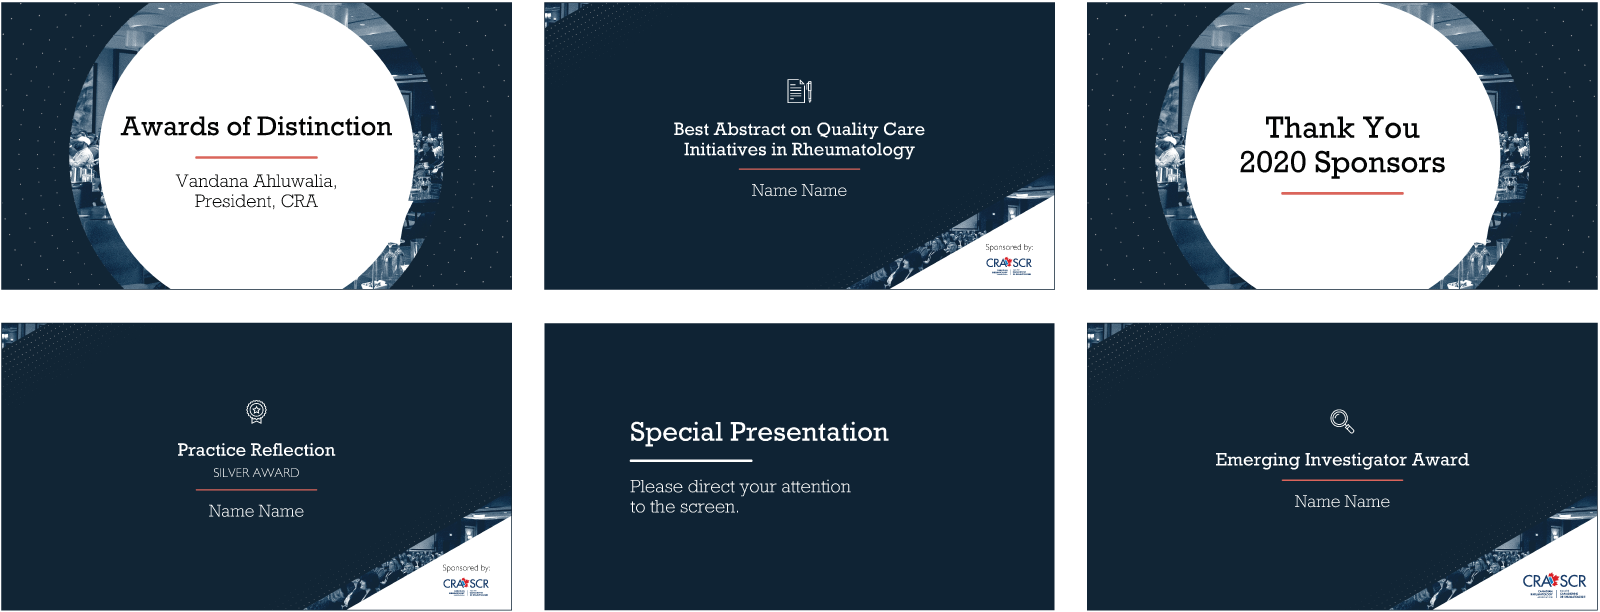 Awards of Distinction
Vandana Ahluwalia,
President, CRA
Best Abstract on Quality Care
Initiatives in Rheumatology
Name Name
Sponsored by:
CRA SCR
Thank You
2020 Sponsors
Practice Reflection
SILVER AWARD
Name Name
Sponsored by:
CRA SCR
Special Presentation
Please direct your attention
to the screen.
Emerging Investigator Award
Name Name
CRA SCR